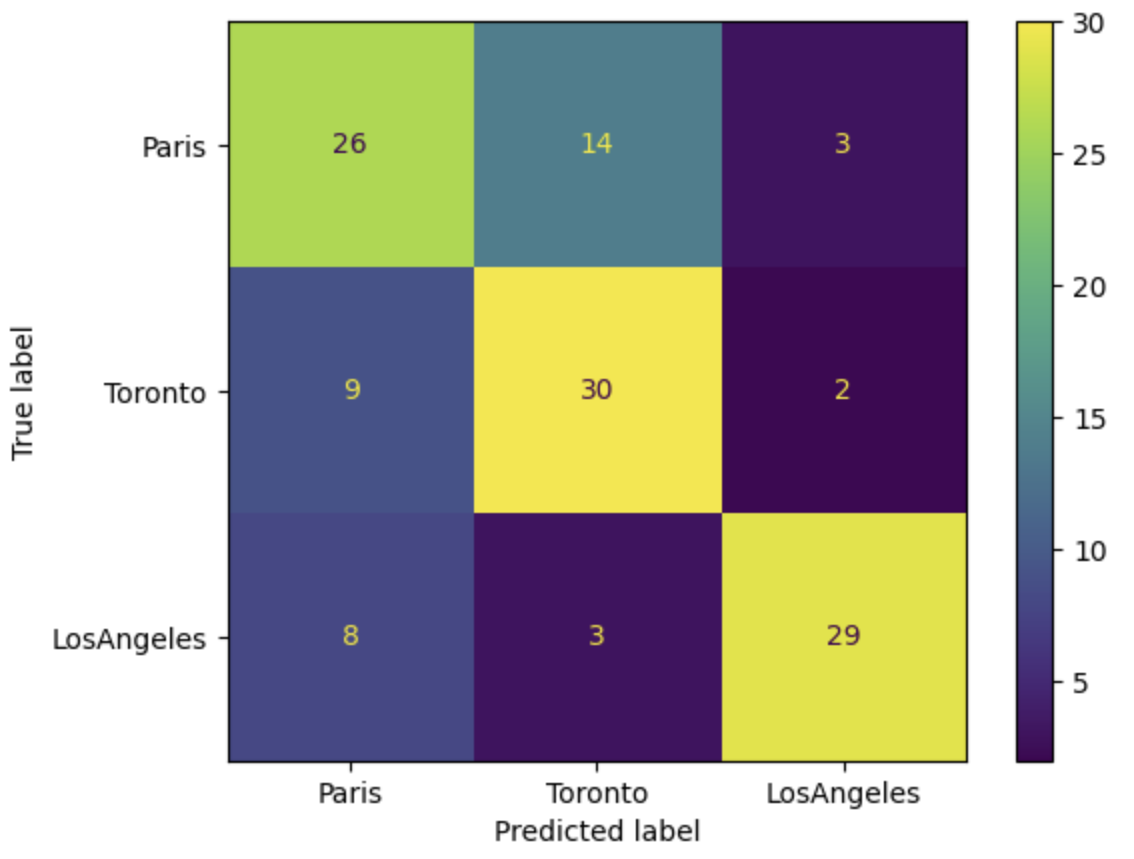 30
Paris 26 14 3
25
20
True label
Toronto 9 30 2
15
10
LosAngeles 8 3 29
5
Paris Toronto LosAngeles
Predicted label